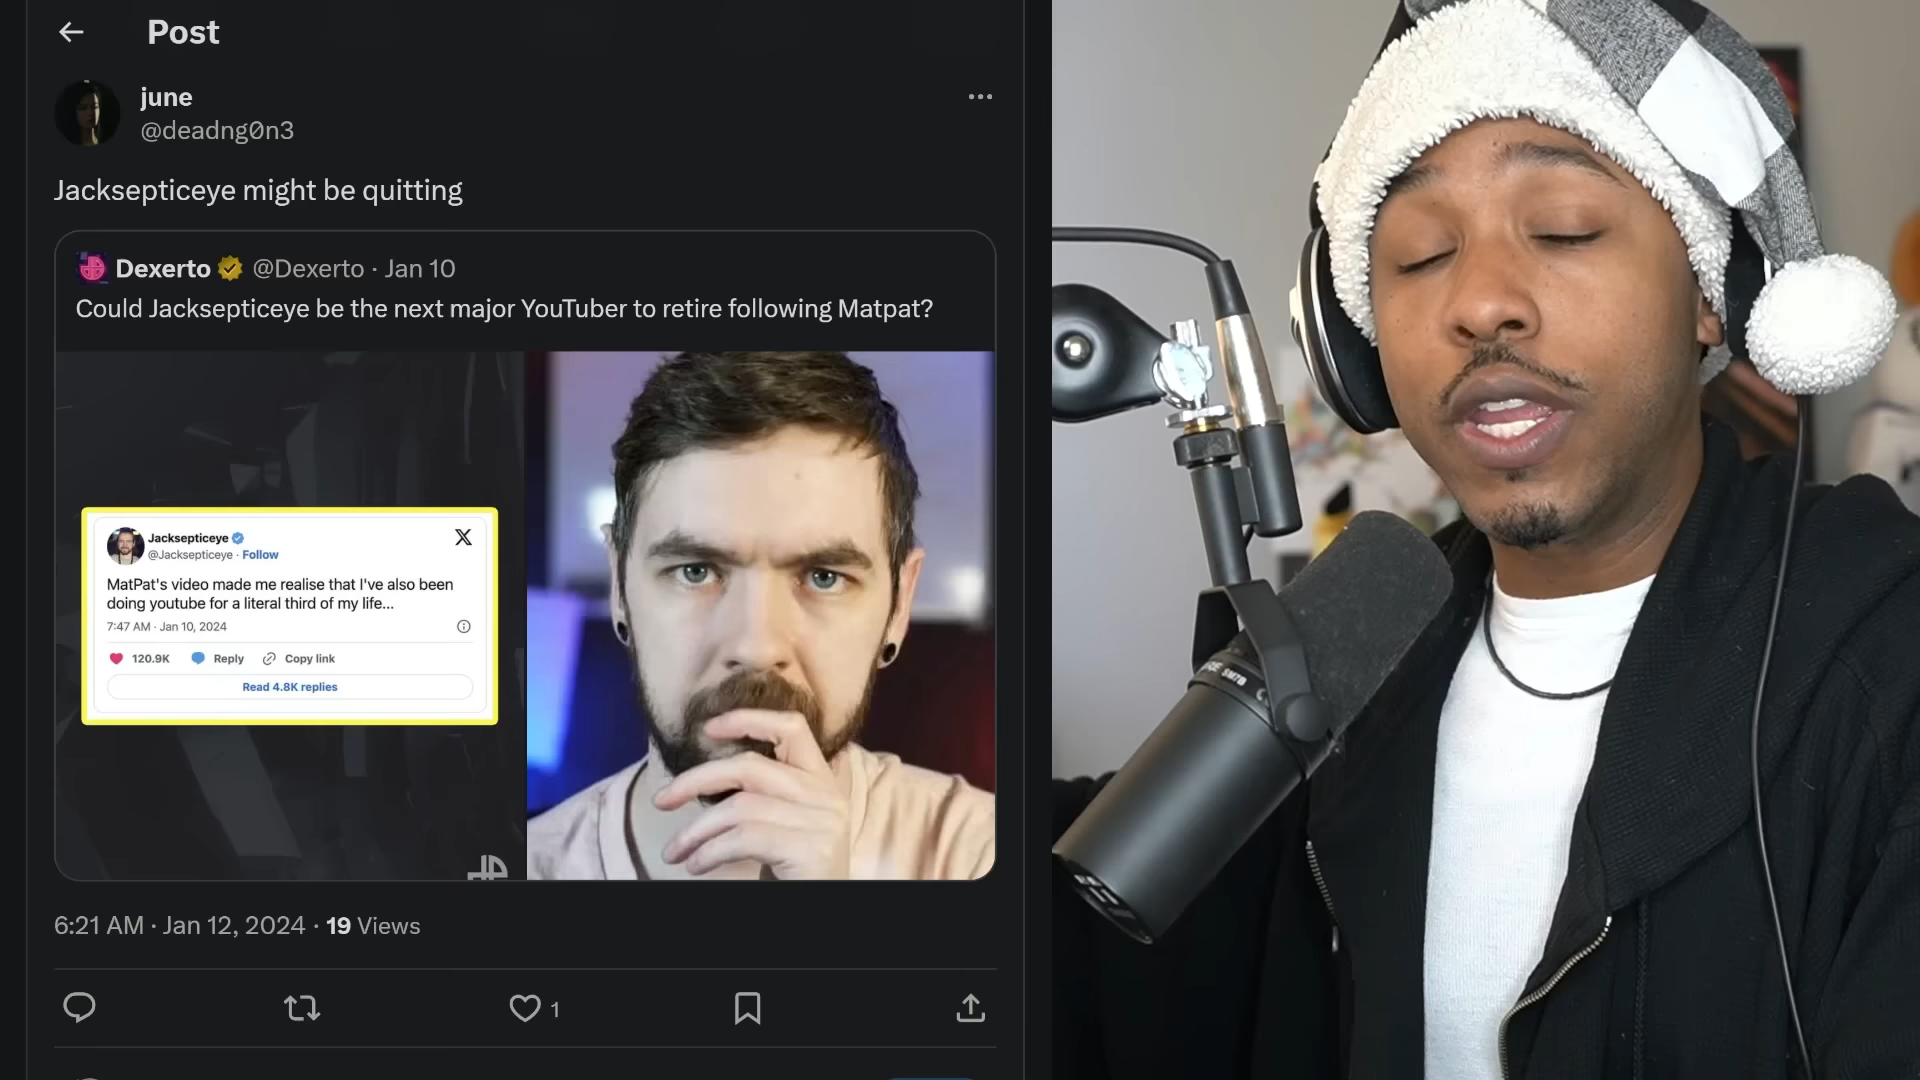 Post
june
@deadng0n3
Jacksepticeye might be quitting
Dexerto @Dexerto · Jan 10
Could Jacksepticeye be the next major YouTuber to retire following Matpat?
Jacksepticeye
@Jacksepticeye · Follow
X
MatPat's video made me realise that I've also been
doing youtube for a literal third of my life...
7:47 AM · Jan 10, 2024
120.9K Reply Copy link
Read 4.8K replies
6:21 AM · Jan 12, 2024 · 19 Views
1
SM7B